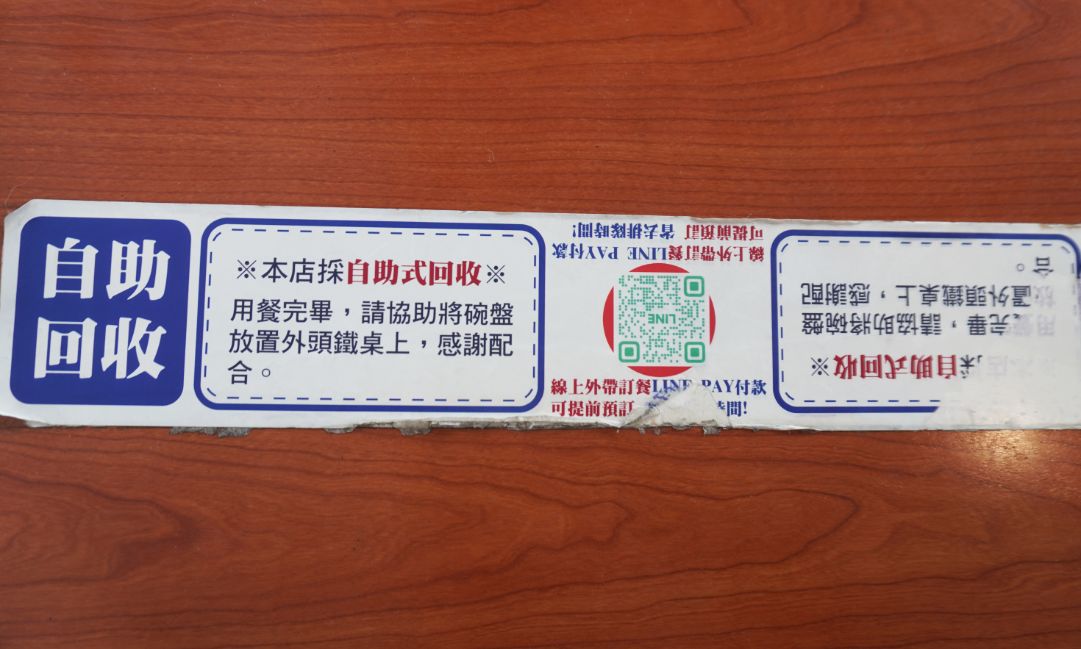 自助
回收
※本店採自助式回收※
用餐完畢，請協助將碗盤
放置外頭鐵桌上，感謝配
合。
線上外帶訂餐LINE PAY付款
可提前預訂 省去排隊時間!
LINE
線上外帶訂餐LINE PAY付款
可提前預訂 時間!
採自助式回收※
用餐完畢，請協助將碗盤
放置外頭鐵桌上，感謝配
合。